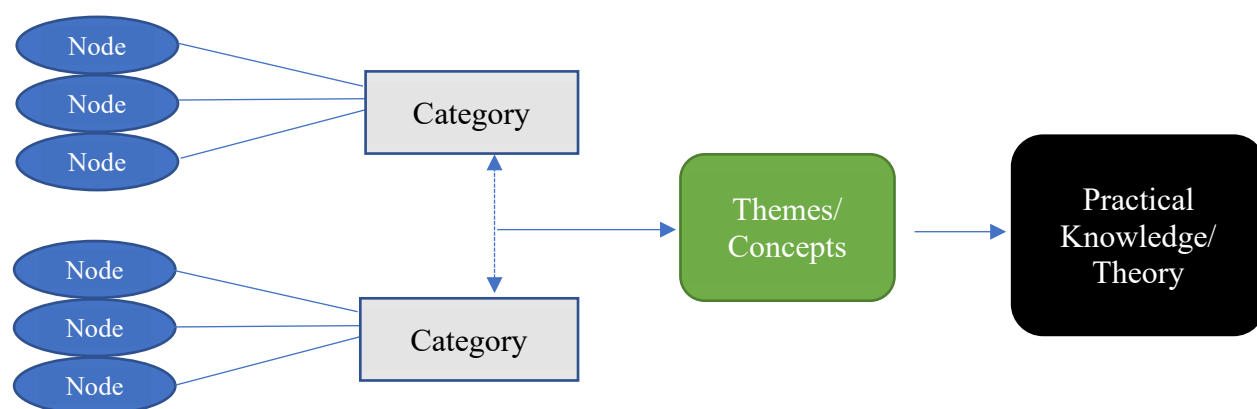 Node
Node
Node
Category
Node
Node
Node
Category
Themes/
Concepts
Practical
Knowledge/
Theory